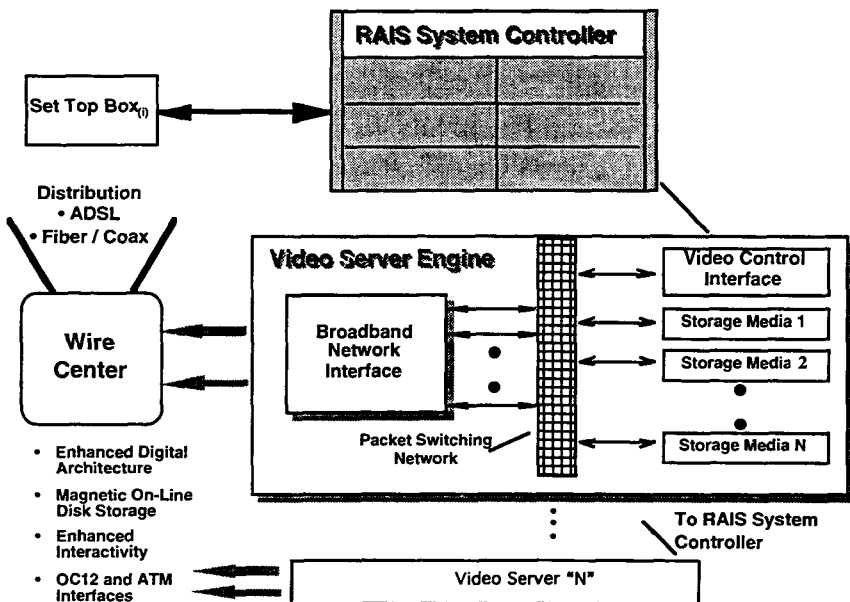 RAIS System Controller
Set Top Box(i)
Distribution
• ADSL
• Fiber / Coax
Video Server Engine
Video Control
Interface
Wire
Center
Broadband
Network
Interface
Storage Media 1
Storage Media 2
Storage Media N
Packet Switching
Network
• Enhanced Digital
Architecture
• Magnetic On-Line
Disk Storage
• Enhanced
Interactivity
• OC12 and ATM
Interfaces
To RAIS System
Controller
Video Server "N"